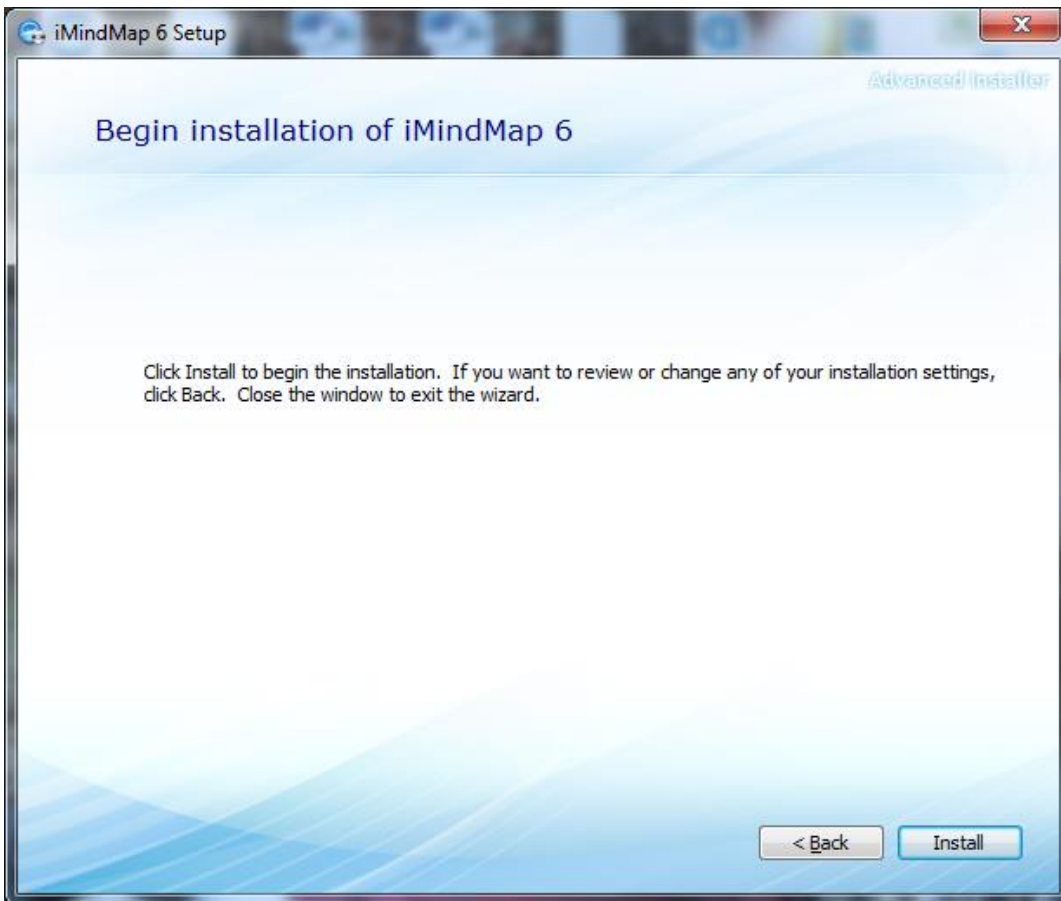 iMindMap 6 Setup
Advanced Installer
Begin installation of iMindMap 6
Click Install to begin the installation.  If you want to review or change any of your installation settings,
click Back.  Close the window to exit the wizard.
< Back
Install